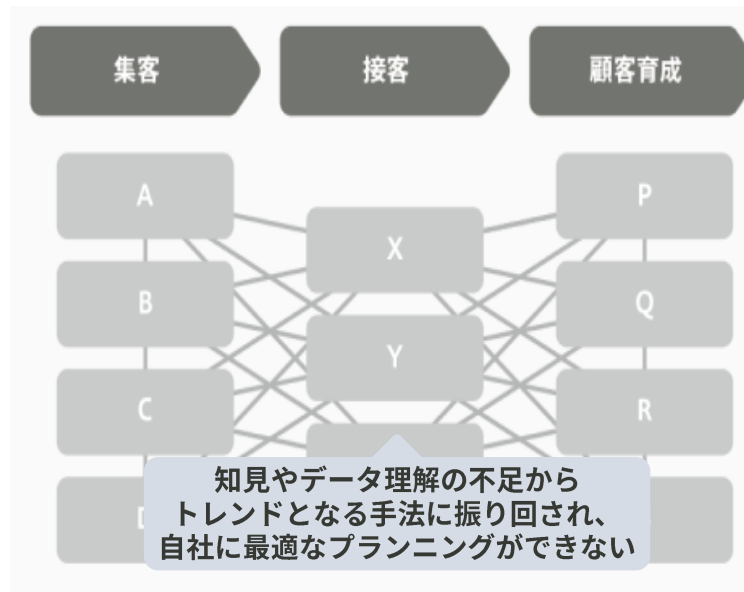 集客
接客
顧客育成
A
P
X
B
Q
Y
C
R
知見やデータ理解の不足から
トレンドとなる手法に振り回され、
自社に最適なプランニングができない